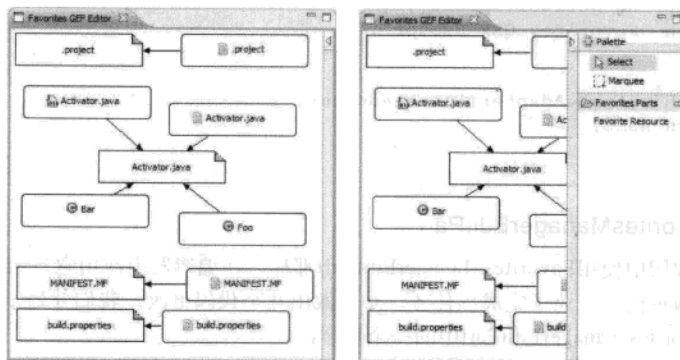 Favorites GEF Editor
.project
.project
Activator.java
Activator.java
Activator.java
Bar
Foo
MANIFEST.MF
MANIFEST.MF
build.properties
build.properties
Favorites GEF Editor
.project
Activator.java
Activator.java
Bar
MANIFEST.MF
build.properties
build
Palette
Select
Marquee
Favorites Parts
Favorite Resource